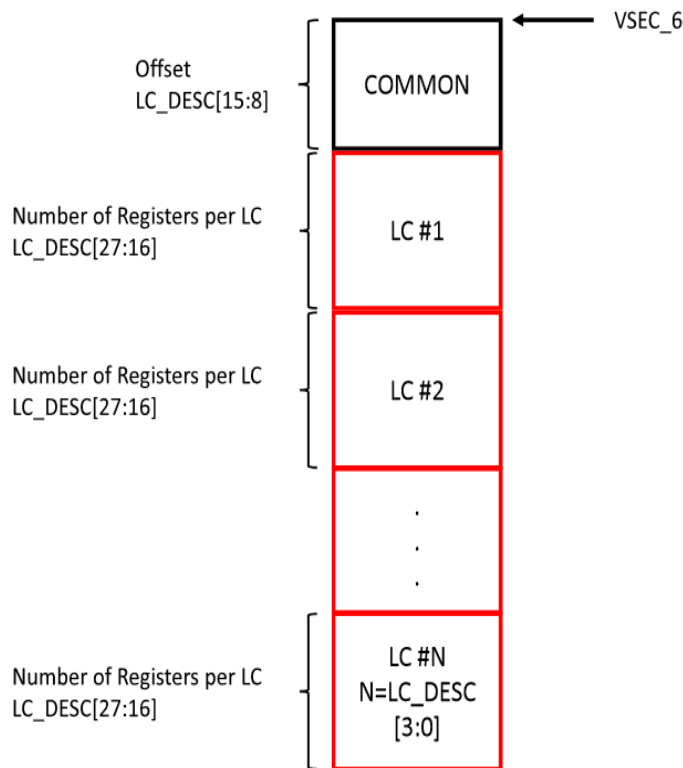 VSEC_6
Offset
LC_DESC[15:8]
COMMON
Number of Registers per LC
LC_DESC[27:16]
LC #1
Number of Registers per LC
LC_DESC[27:16]
LC #2
.
.
.
Number of Registers per LC
LC_DESC[27:16]
LC #N
N=LC_DESC
[3:0]